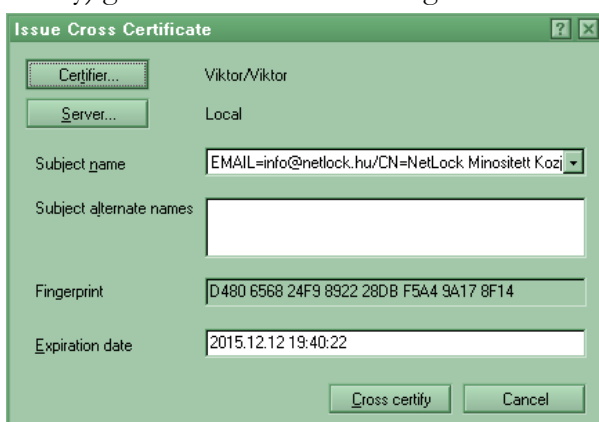 Issue Cross Certificate
Certifier... Viktor/Viktor
Server... Local
Subject name EMAIL=info@netlock.hu/CN=NetLock Minositett Kozj
Subject alternate names
Fingerprint D480 6568 24F9 8922 28DB F5A4 9A17 8F14
Expiration date 2015.12.12 19:40:22
Cross certify Cancel